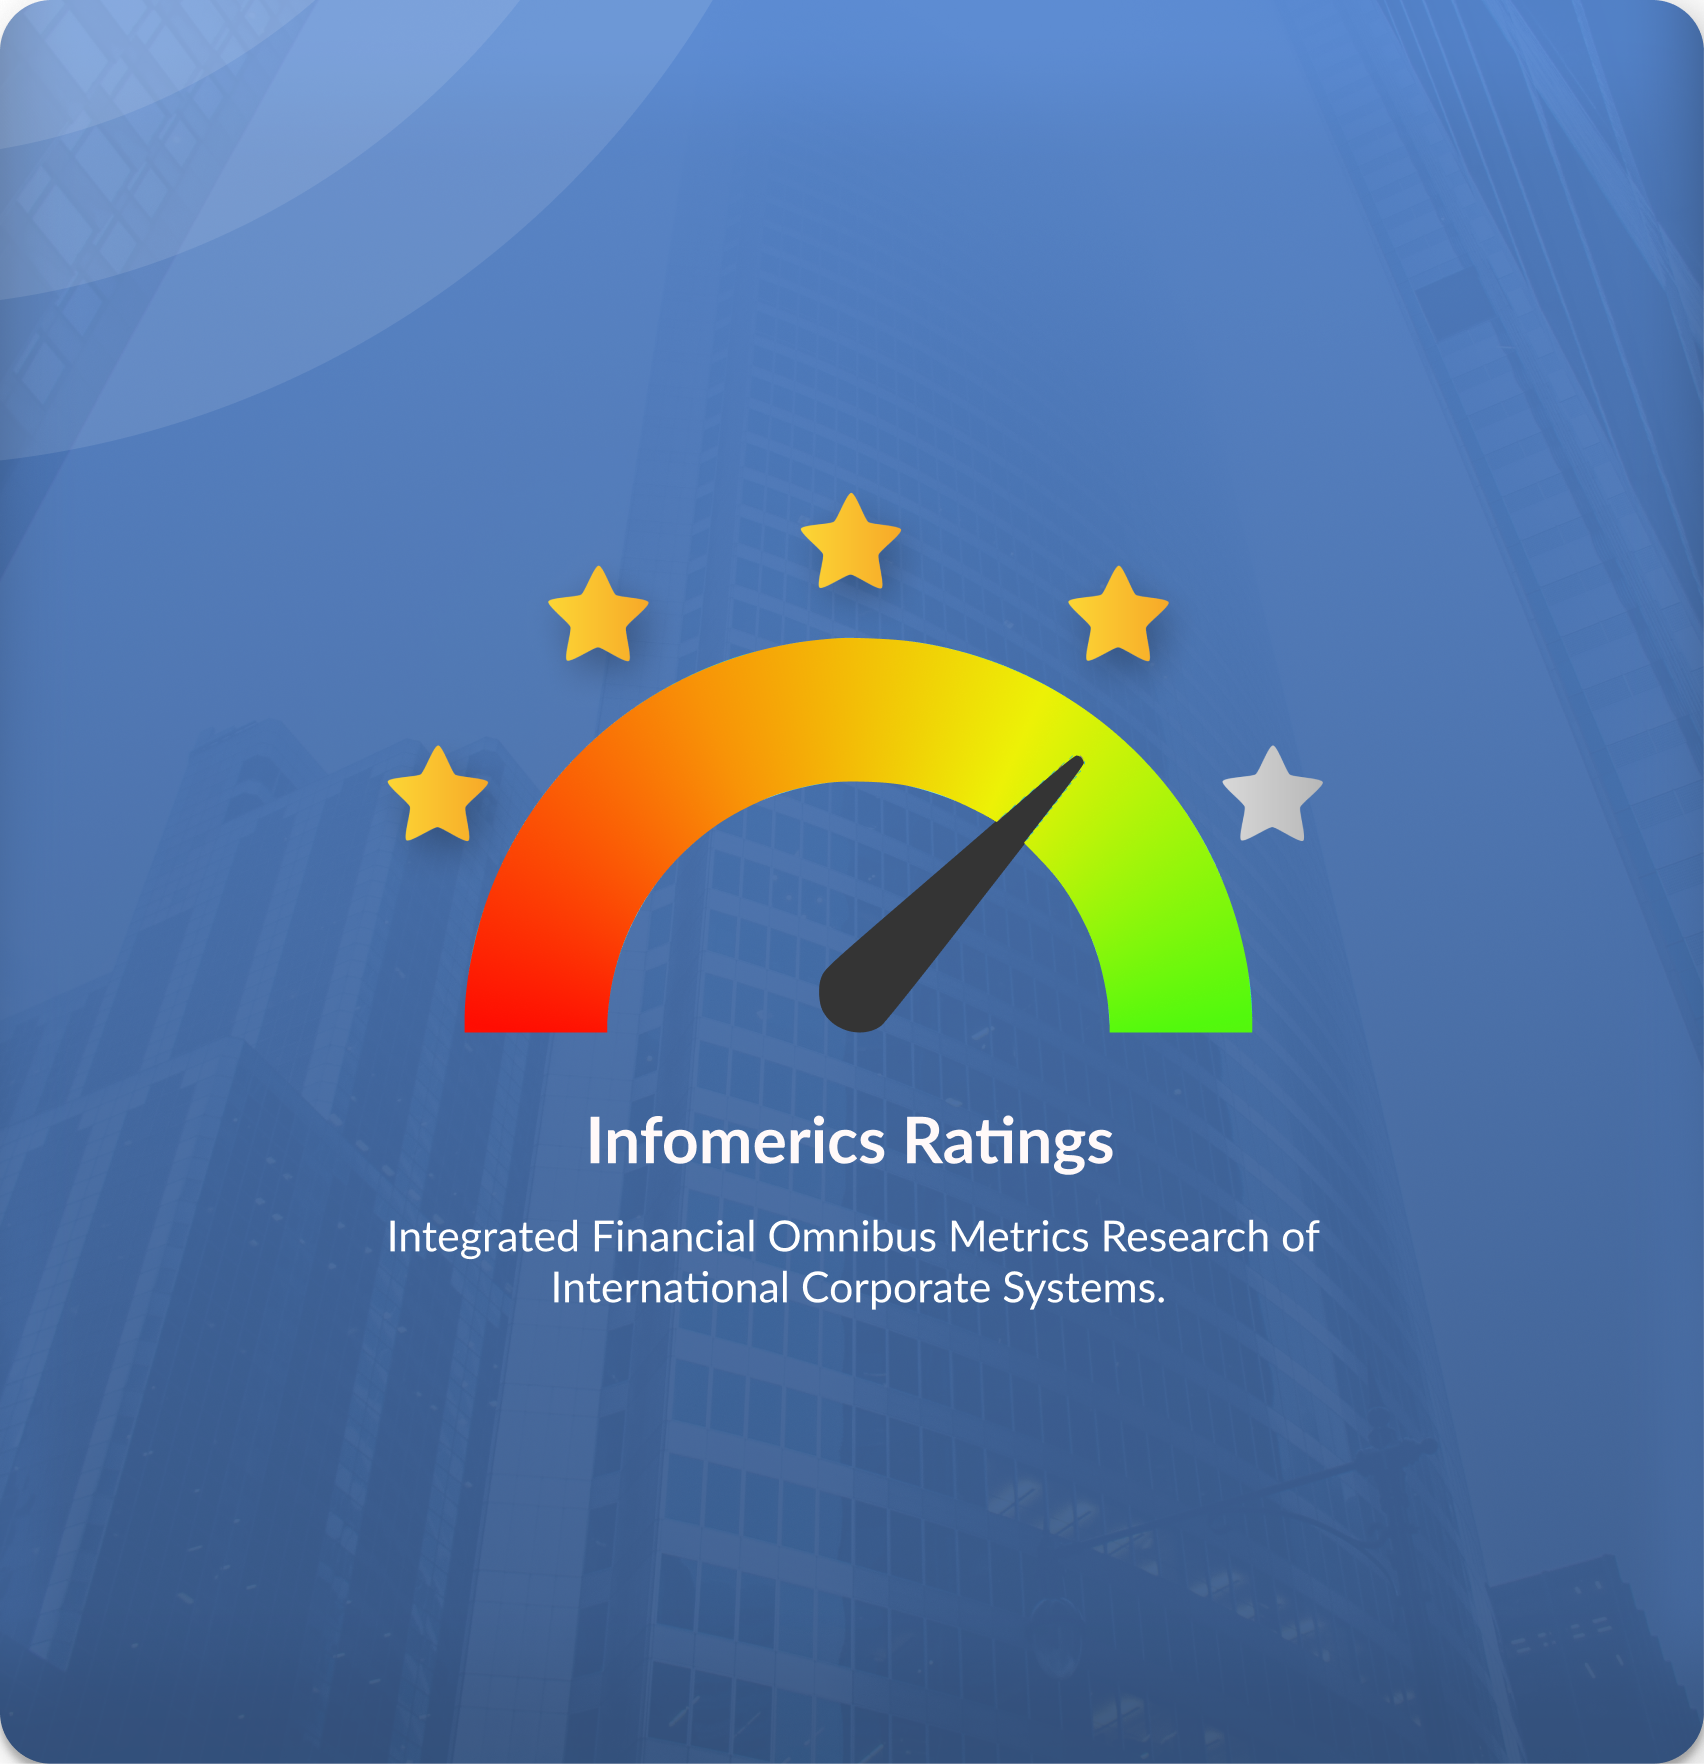 Infomerics Ratings
Integrated Financial Omnibus Metrics Research of
International Corporate Systems.